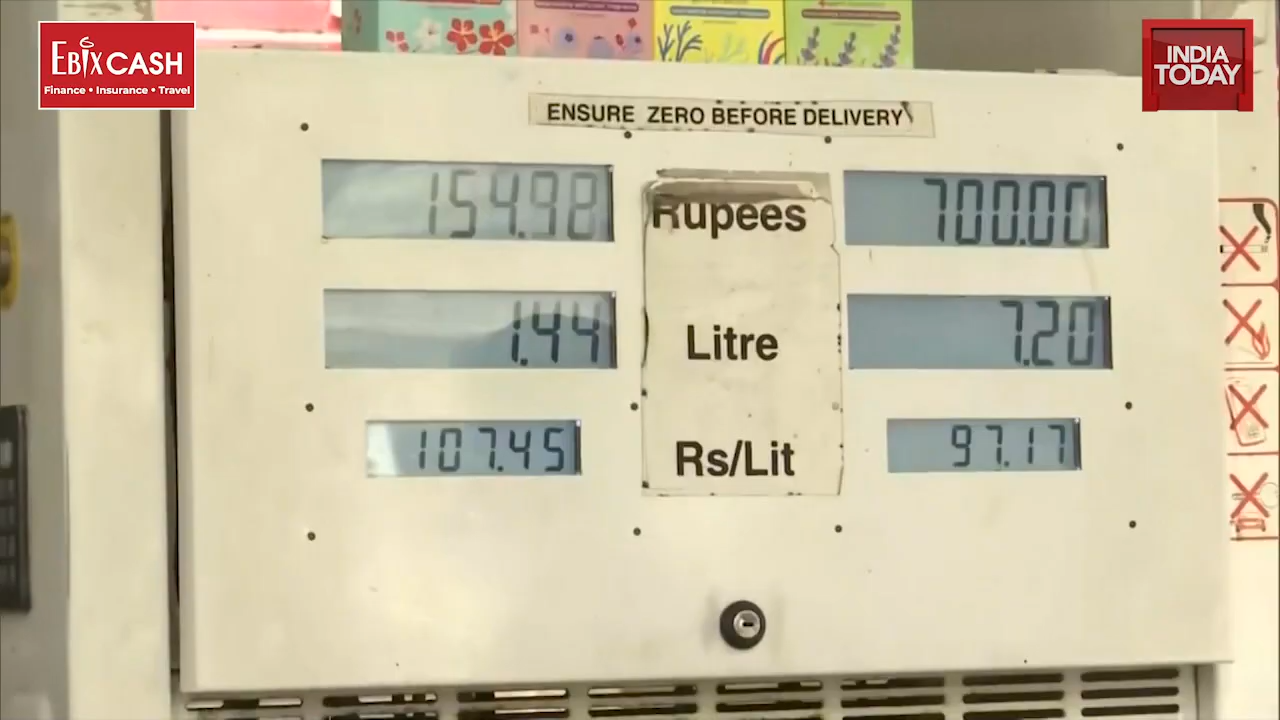 EBIXCASH
Finance • Insurance • Travel
INDIA
TODAY
ENSURE ZERO BEFORE DELIVERY
154.98
Rupees
700.00
1.44
Litre
7.20
107.45
Rs/Lit
97.17